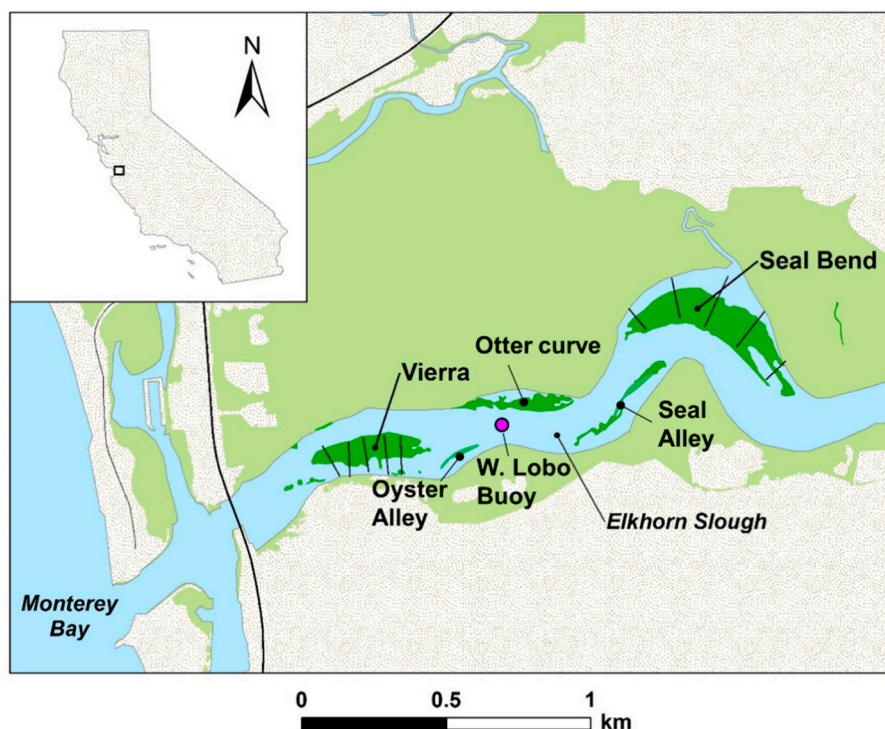 N
Seal Bend
Otter curve
Vierra
Seal
Alley
Oyster
Alley
W. Lobo
Buoy
Elkhorn Slough
Monterey
Bay
0
0.5
1
km